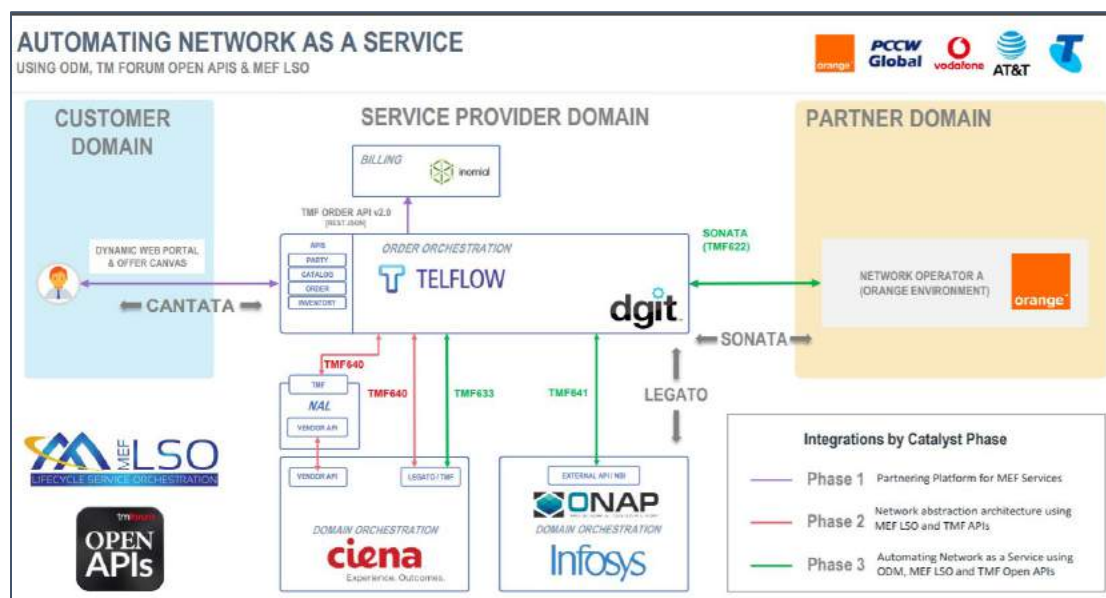 AUTOMATING NETWORK AS A SERVICE
USING ODM, TM FORUM OPEN APIS & MEF LSO
orange™
PCCW
Global
vodafone
AT&T
CUSTOMER
DOMAIN
SERVICE PROVIDER DOMAIN
PARTNER DOMAIN
BILLING
inomial
TMF ORDER API v2.0
[REST JSON]
DYNAMIC WEB PORTAL
& OFFER CANVAS
CANTATA
APIS
PARTY
CATALOG
ORDER
INVENTORY
ORDER ORCHESTRATION
TELFLOW
dgit
SONATA
(TMF622)
NETWORK OPERATOR A
(ORANGE ENVIRONMENT)
orange™
SONATA
LEGATO
TMF640
TMF640
TMF633
TMF641
TMF
NAL
VENDOR API
VENDOR API
LEGATO / TMF
DOMAIN ORCHESTRATION
ciena
Experience. Outcomes.
EXTERNAL API / NBI
ONAP
DOMAIN ORCHESTRATION
Infosys
MEF
LSO
LIFECYCLE SERVICE ORCHESTRATION
tmforum
OPEN
APIs
Integrations by Catalyst Phase
Phase 1 Partnering Platform for MEF Services
Phase 2 Network abstraction architecture using
MEF LSO and TMF APIs
Phase 3 Automating Network as a Service using
ODM, MEF LSO and TMF Open APIs